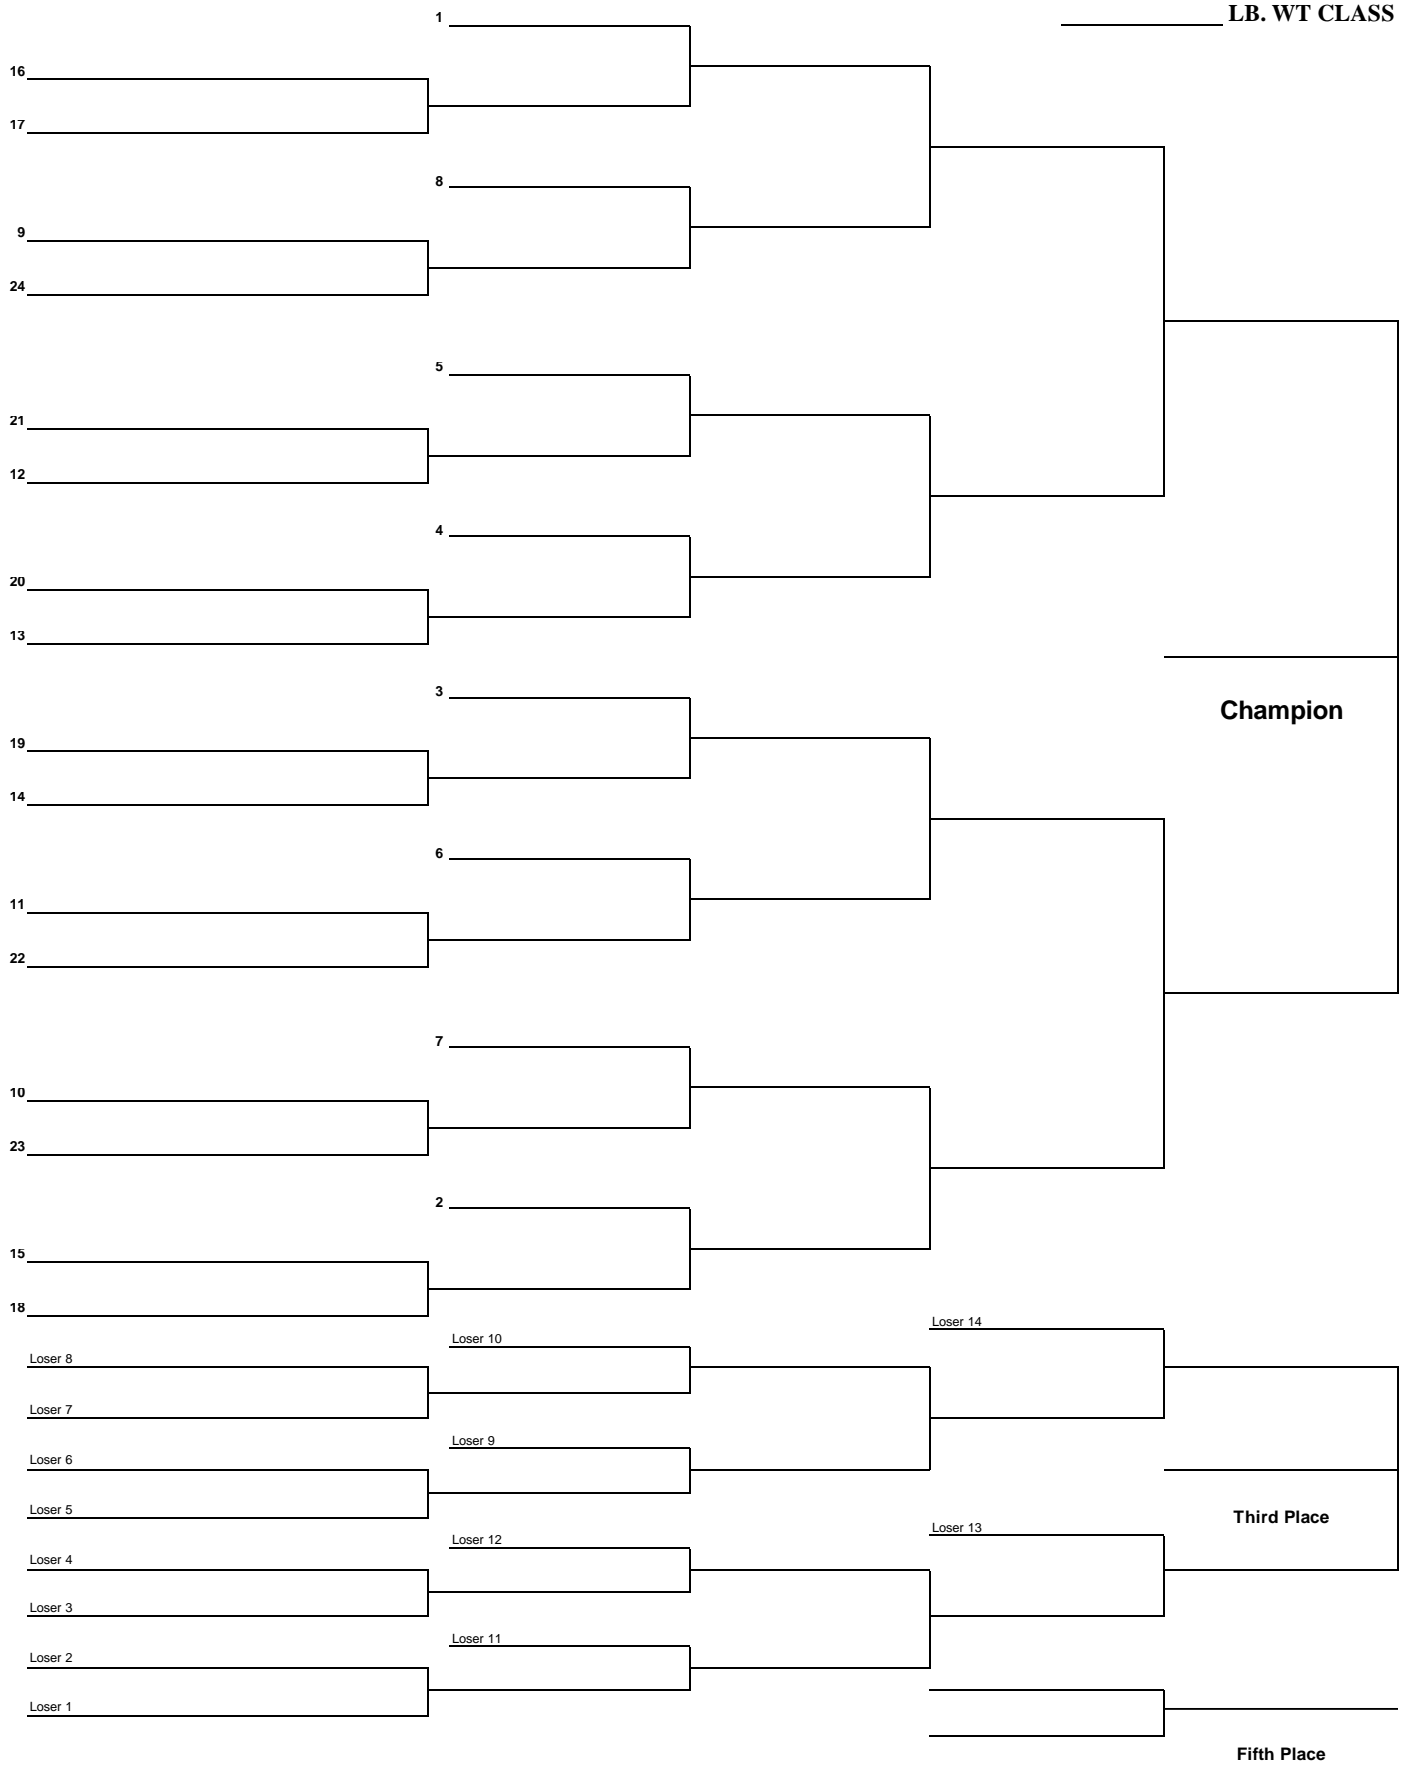 1
LB. WT CLASS
16
17
8
9
24
5
21
12
4
20
13
3
Champion
19
14
6
11
22
7
10
23
2
15
18
Loser 14
Loser 10
Loser 8
Loser 7
Loser 9
Loser 6
Loser 5
Third Place
Loser 13
Loser 12
Loser 4
Loser 3
Loser 11
Loser 2
Loser 1
Fifth Place